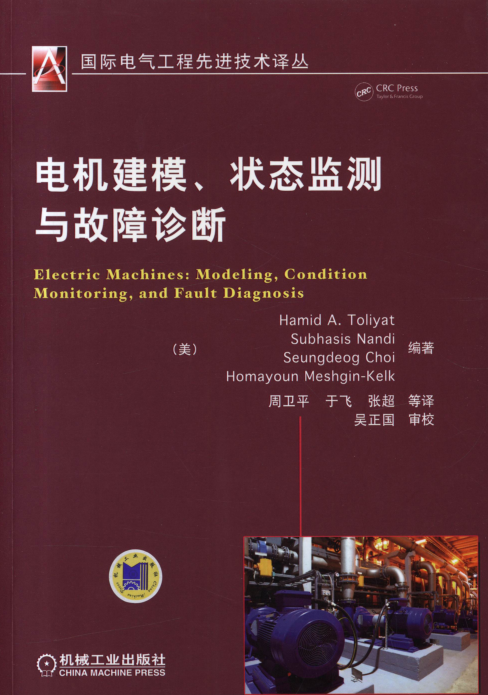 国际电气工程先进技术译丛
CRC
CRC Press
Taylor & Francis Group
电机建模、状态监测
与故障诊断
Electric Machines: Modeling, Condition
Monitoring, and Fault Diagnosis
Hamid A. Toliyat
Subhasis Nandi
（美）
Seungdeog Choi
编著
Homayoun Meshgin-Kelk
周卫平 于飞 张超 等译
吴正国 审校
机械工业出版社
CHINA MACHINE PRESS